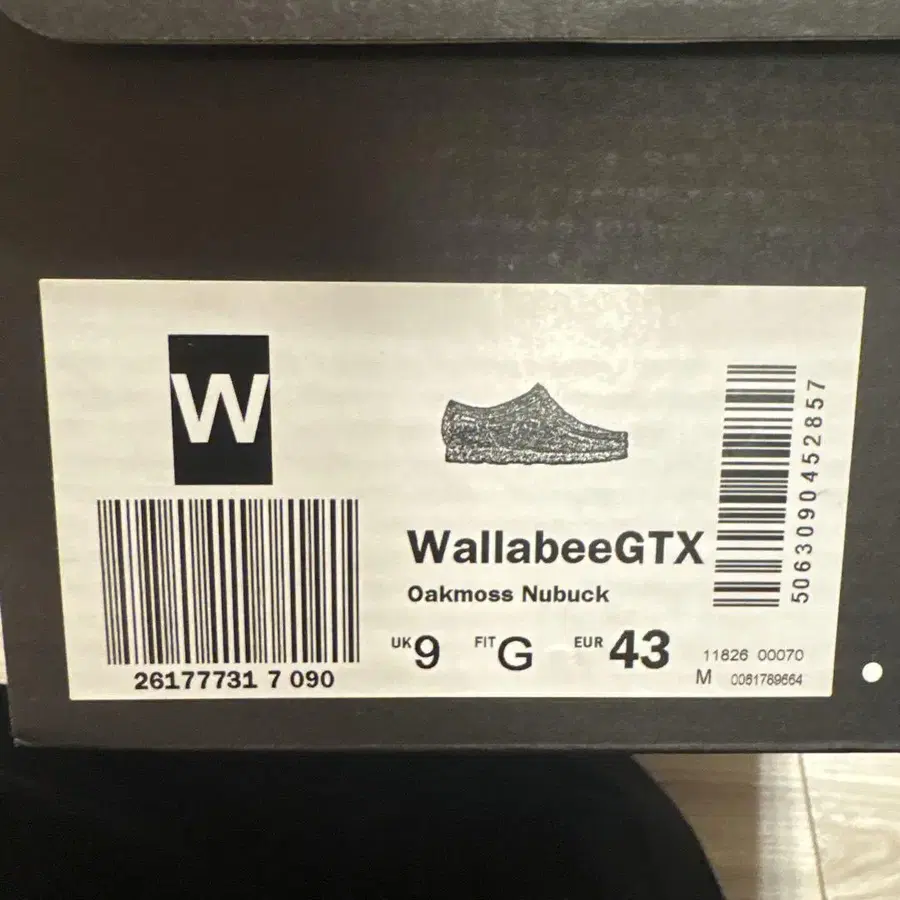 W
26177731 7 090
WallabeeGTX
Oakmoss Nubuck
UK 9 FIT G EUR 43
11826 00070
M 0061789664
5063090452857